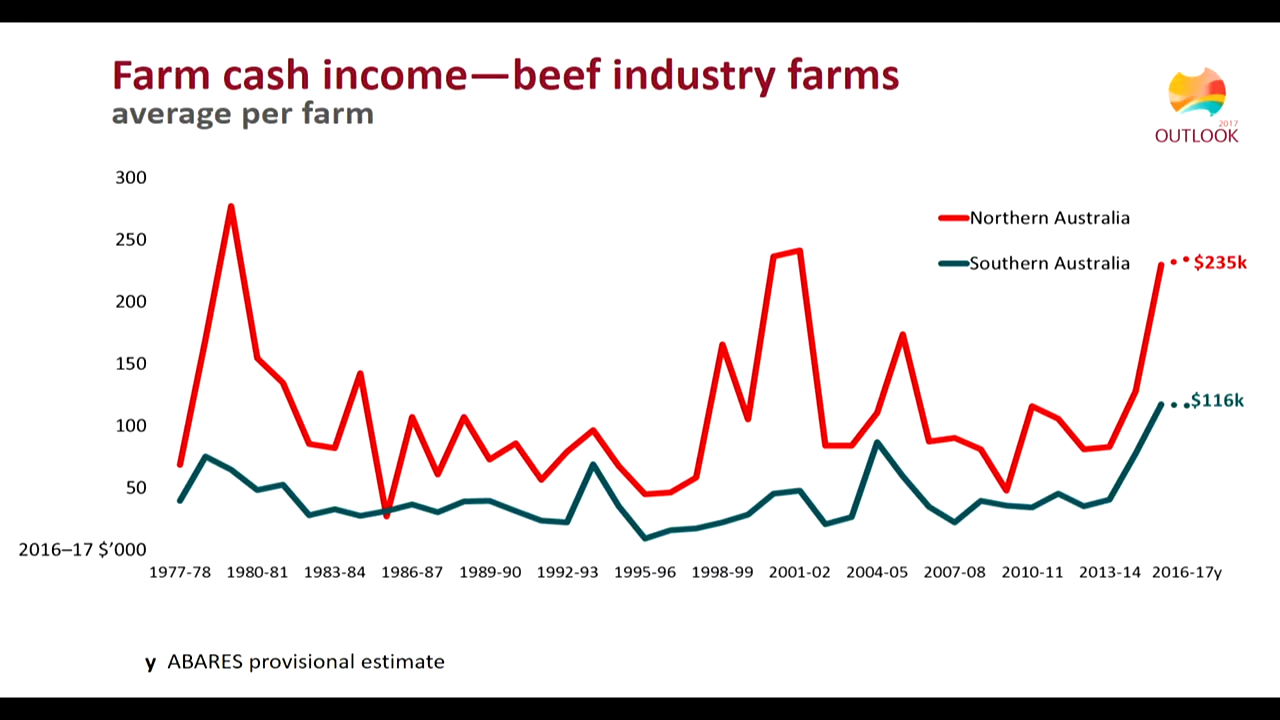 Farm cash income—beef industry farms
average per farm
2017
OUTLOOK
300
250
200
150
100
50
2016–17 $’000
Northern Australia
Southern Australia
$235k
$116k
1977-78 1980-81 1983-84 1986-87 1989-90 1992-93 1995-96 1998-99 2001-02 2004-05 2007-08 2010-11 2013-14 2016-17y
y ABARES provisional estimate